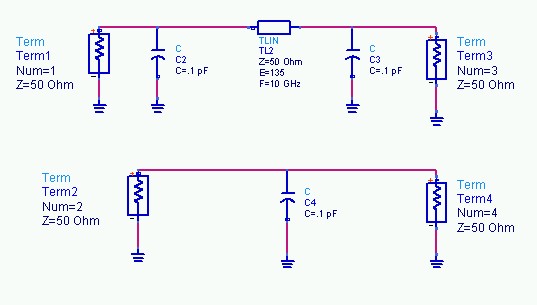 Term
Term1
Num=1
Z=50 Ohm
C
C2
C=.1 pF
TLIN
TL2
Z=50 Ohm
E=135
F=10 GHz
C
C3
C=.1 pF
Term
Term3
Num=3
Z=50 Ohm
Term
Term2
Num=2
Z=50 Ohm
C
C4
C=.1 pF
Term
Term4
Num=4
Z=50 Ohm